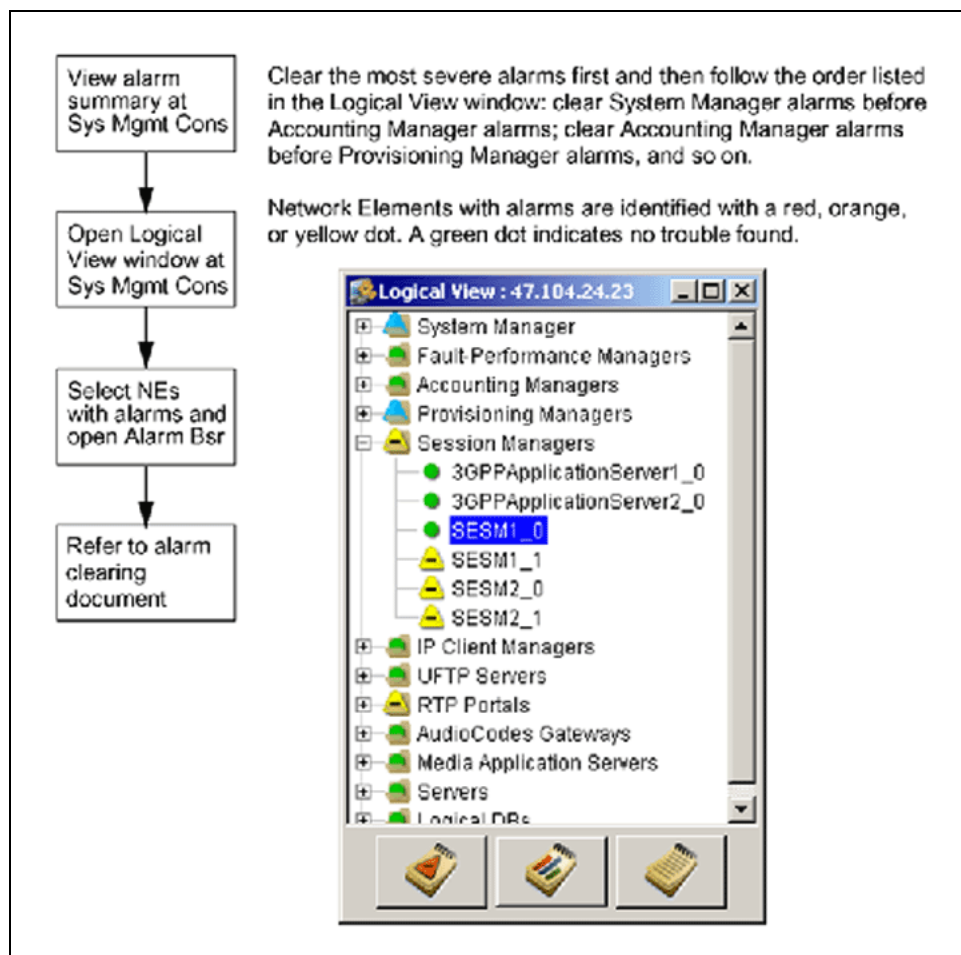 View alarm
summary at
Sys Mgmt Cons
Open Logical
View window at
Sys Mgmt Cons
Select NEs
with alarms and
open Alarm Bsr
Refer to alarm
clearing
document
Clear the most severe alarms first and then follow the order listed
in the Logical View window: clear System Manager alarms before
Accounting Manager alarms; clear Accounting Manager alarms
before Provisioning Manager alarms, and so on.
Network Elements with alarms are identified with a red, orange,
or yellow dot. A green dot indicates no trouble found.
Logical View : 47.104.24.23
System Manager
Fault-Performance Managers
Accounting Managers
Provisioning Managers
Session Managers
3GPPApplicationServer1_0
3GPPApplicationServer2_0
SESM1_0
SESM1_1
SESM2_0
SESM2_1
IP Client Managers
UFTP Servers
RTP Portals
AudioCodes Gateways
Media Application Servers
Servers
Logical DBs